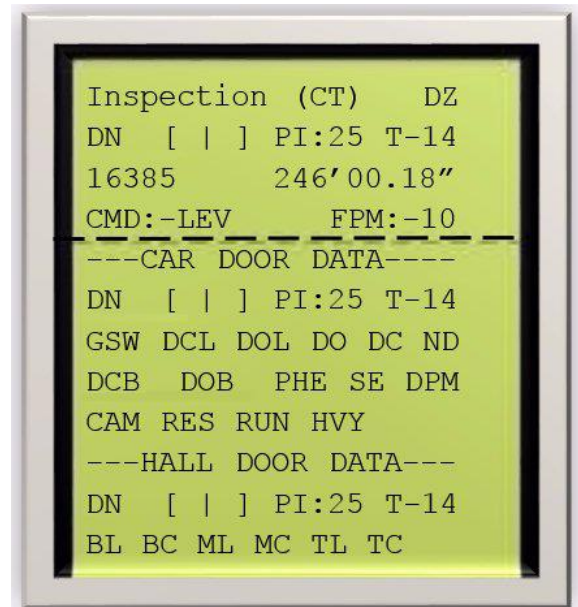 Inspection (CT) DZ
DN [ | ] PI:25 T-14
16385 246′00.18″
CMD:-LEV FPM:-10
---CAR DOOR DATA----
DN [ | ] PI:25 T-14
GSW DCL DOL DO DC ND
DCB DOB PHE SE DPM
CAM RES RUN HVY
---HALL DOOR DATA---
DN [ | ] PI:25 T-14
BL BC ML MC TL TC